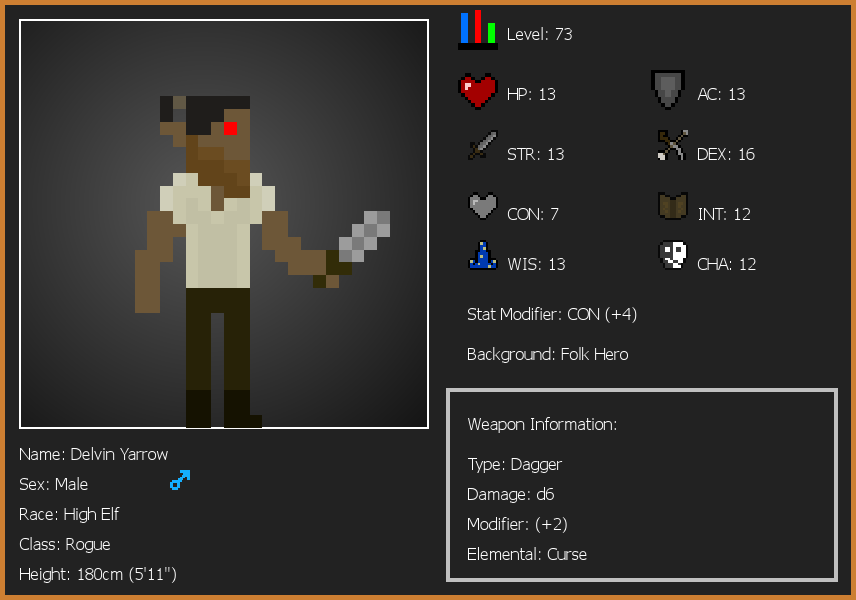 Level: 73
HP: 13
AC: 13
STR: 13
DEX: 16
CON: 7
INT: 12
WIS: 13
CHA: 12
Stat Modifier: CON (+4)
Background: Folk Hero
Weapon Information:
Type: Dagger
Damage: d6
Modifier: (+2)
Elemental: Curse
Name: Delvin Yarrow
Sex: Male
Race: High Elf
Class: Rogue
Height: 180cm (5'11")